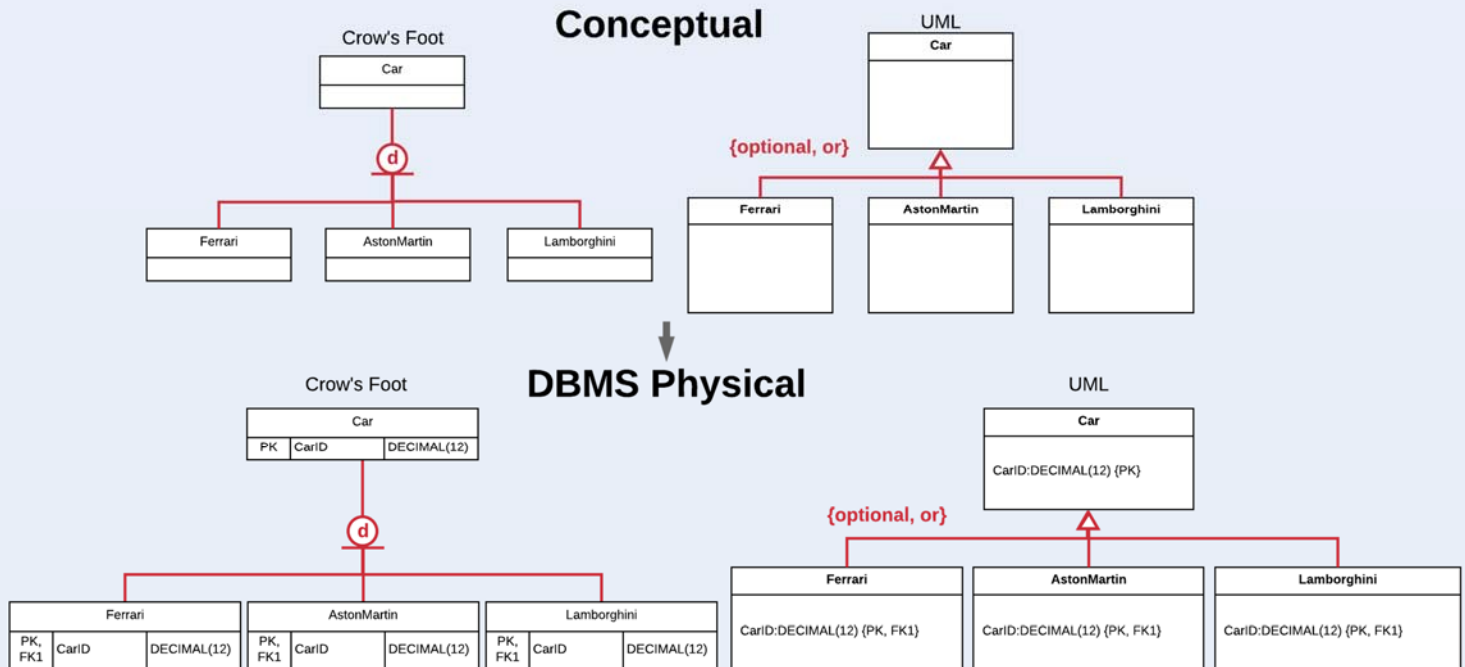 Conceptual
Crow's Foot
Car
d
Ferrari
AstonMartin
Lamborghini
UML
Car
{optional, or}
Ferrari
AstonMartin
Lamborghini
DBMS Physical
Crow's Foot
Car
PK CarID DECIMAL(12)
d
Ferrari
PK, FK1 CarID DECIMAL(12)
AstonMartin
PK, FK1 CarID DECIMAL(12)
Lamborghini
PK, FK1 CarID DECIMAL(12)
UML
Car
CarID:DECIMAL(12) {PK}
{optional, or}
Ferrari
CarID:DECIMAL(12) {PK, FK1}
AstonMartin
CarID:DECIMAL(12) {PK, FK1}
Lamborghini
CarID:DECIMAL(12) {PK, FK1}